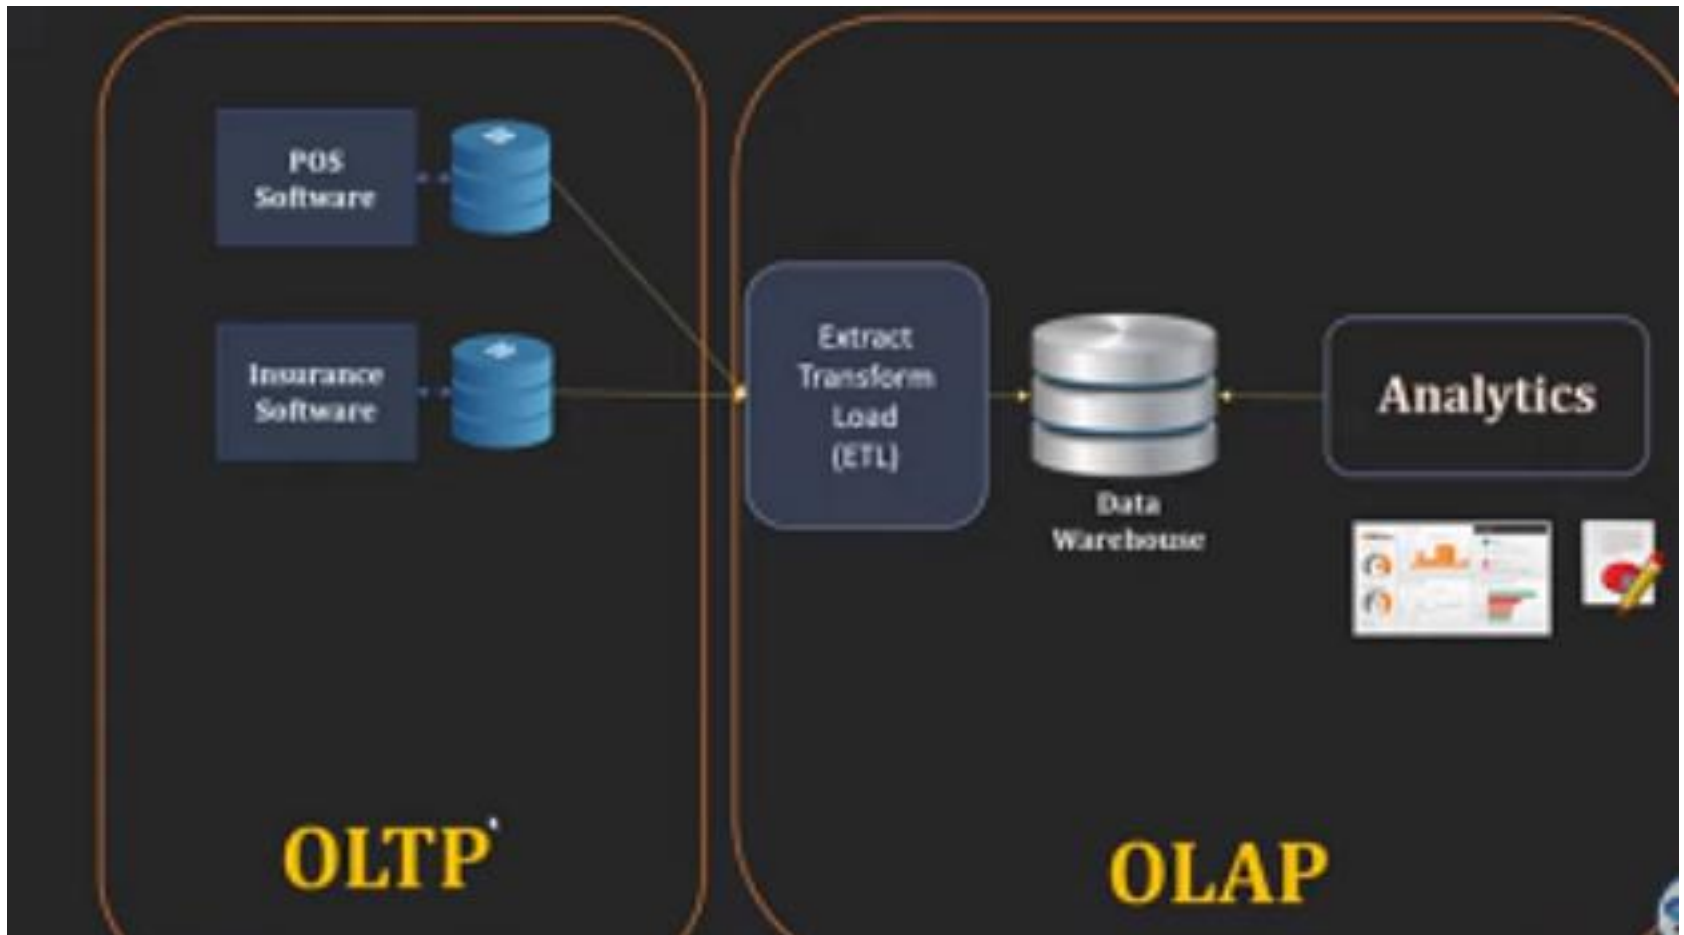 POS
Software
Insurance
Software
Extract
Transform
Load
(ETL)
Data
Warehouse
Analytics
OLTP
OLAP